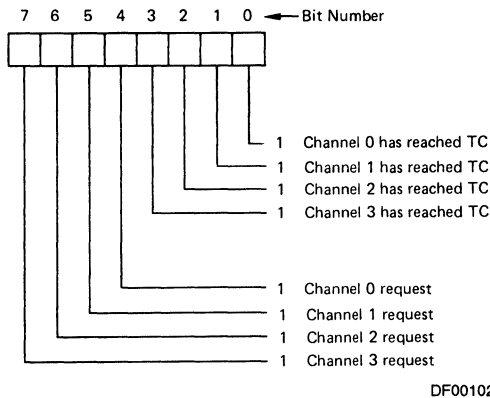 7 6 5 4 3 2 1 0 Bit Number
1 Channel 0 has reached TC
1 Channel 1 has reached TC
1 Channel 2 has reached TC
1 Channel 3 has reached TC
1 Channel 0 request
1 Channel 1 request
1 Channel 2 request
1 Channel 3 request
DF00102